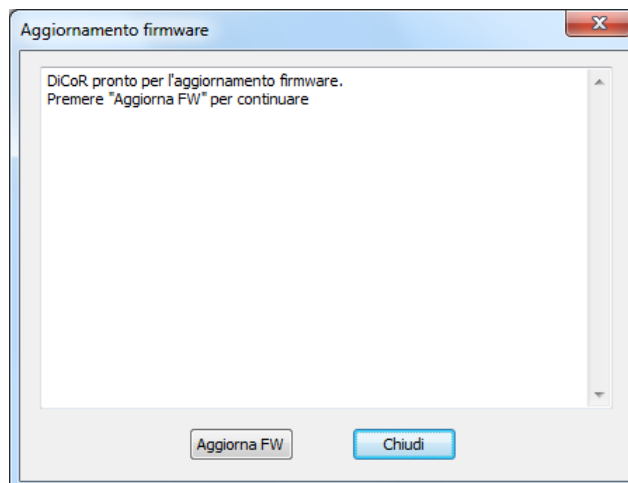 Aggiornamento firmware
DiCoR pronto per l'aggiornamento firmware.
Premere "Aggiorna FW" per continuare
Aggiorna FW
Chiudi